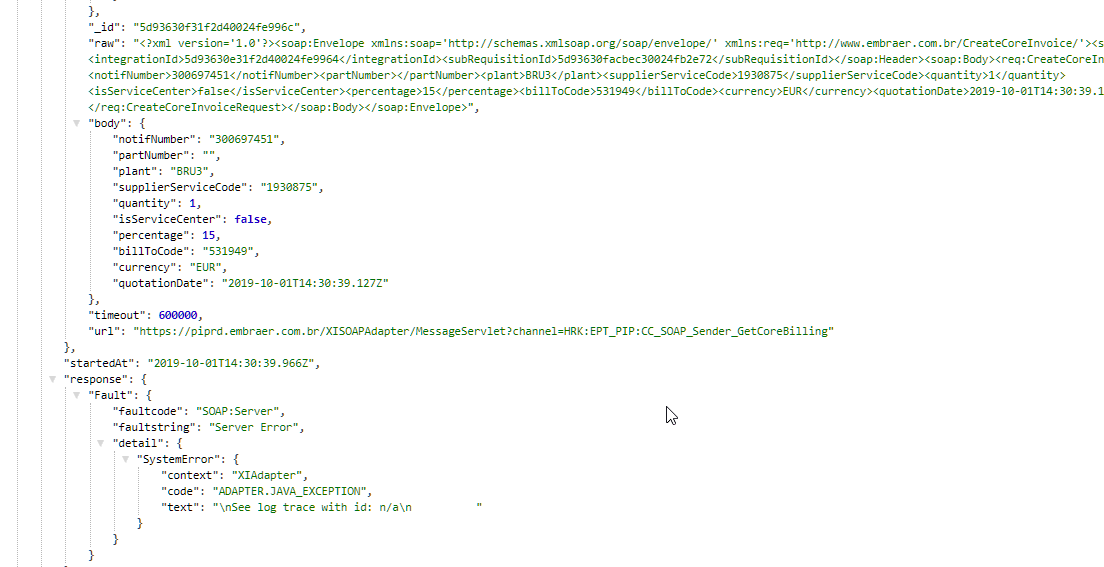 },
"_id": "5d93630f31f2d40024fe996c",
"raw": "<?xml version='1.0'?><soap:Envelope xmlns:soap='http://schemas.xmlsoap.org/soap/envelope/' xmlns:req='http://www.embraer.com.br/CreateCoreInvoice/'><s
<integrationId>5d93630e31f2d40024fe9964</integrationId><subRequisitionId>5d93630facbec30024fb2e72</subRequisitionId></soap:Header><soap:Body><req:CreateCoreIn
<notifNumber>300697451</notifNumber><partNumber></partNumber><plant>BRU3</plant><supplierServiceCode>1930875</supplierServiceCode><quantity>1</quantity>
<isServiceCenter>false</isServiceCenter><percentage>15</percentage><billToCode>531949</billToCode><currency>EUR</currency><quotationDate>2019-10-01T14:30:39.1
</req:CreateCoreInvoiceRequest></soap:Body></soap:Envelope>",
"body": {
"notifNumber": "300697451",
"partNumber": "",
"plant": "BRU3",
"supplierServiceCode": "1930875",
"quantity": 1,
"isServiceCenter": false,
"percentage": 15,
"billToCode": "531949",
"currency": "EUR",
"quotationDate": "2019-10-01T14:30:39.127Z"
},
"timeout": 600000,
"url": "https://piprd.embraer.com.br/XISOAPAdapter/MessageServlet?channel=HRK:EPT_PIP:CC_SOAP_Sender_GetCoreBilling"
},
"startedAt": "2019-10-01T14:30:39.966Z",
"response": {
"Fault": {
"faultcode": "SOAP:Server",
"faultstring": "Server Error",
"detail": {
"SystemError": {
"context": "XIAdapter",
"code": "ADAPTER.JAVA_EXCEPTION",
"text": "\nSee log trace with id: n/a\n          "
}
}
}